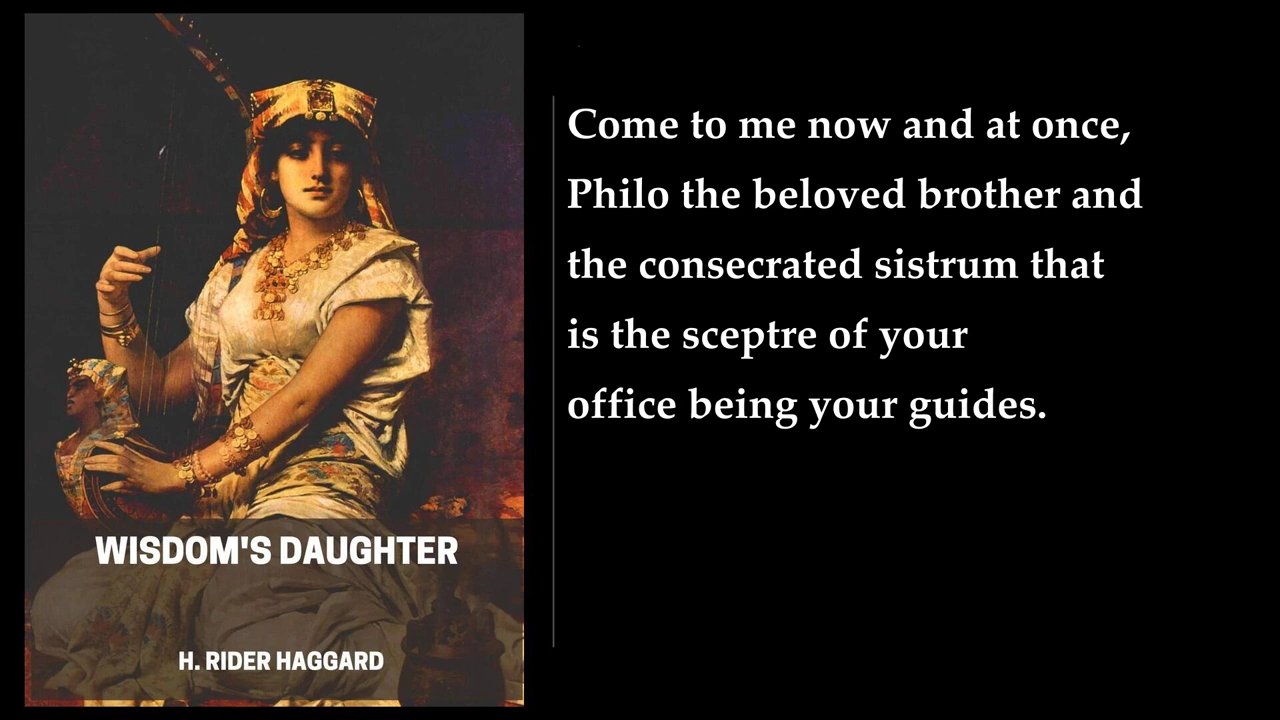 WISDOM'S DAUGHTER
H. RIDER HAGGARD
Come to me now and at once,
Philo the beloved brother and
the consecrated sistrum that
is the sceptre of your
office being your guides.